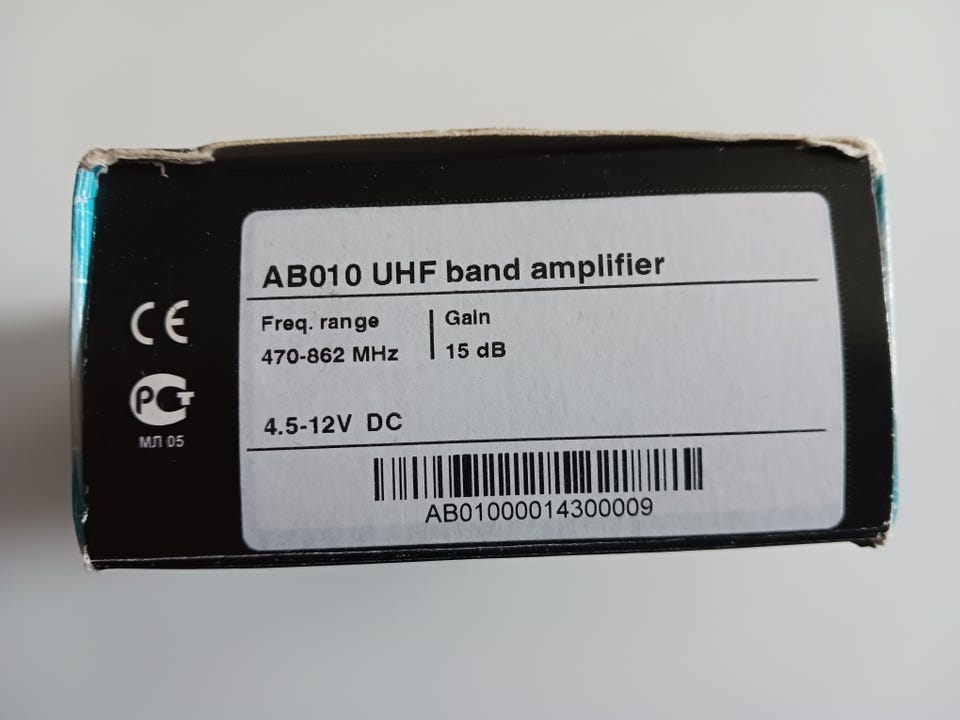 AB010 UHF band amplifier
Freq. range
470-862 MHz
Gain
15 dB
4.5-12V DC
AB01000014300009
CE
РСТ
МЛ 05